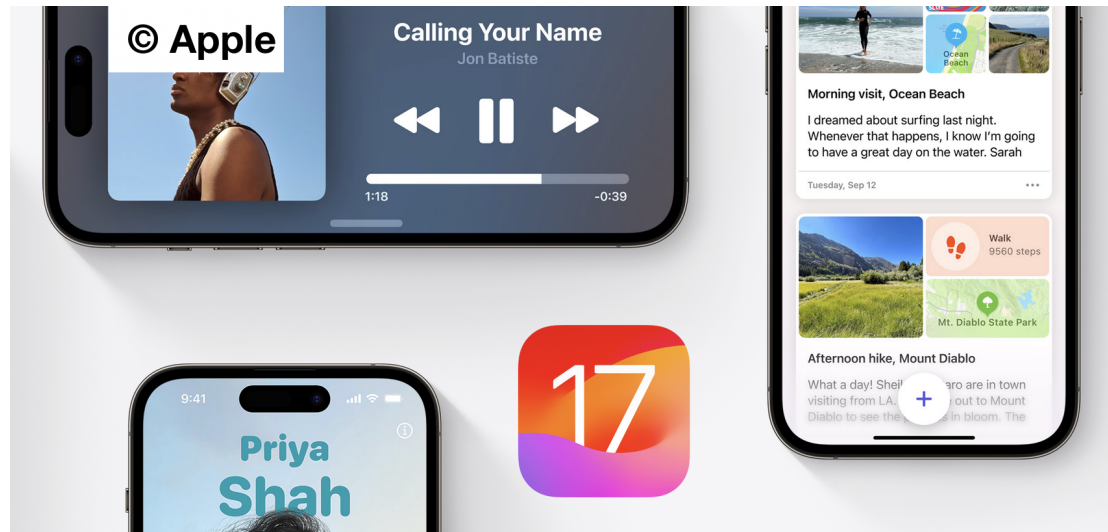 © Apple
Calling Your Name
Jon Batiste
1:18
-0:39
Ocean
Beach
Morning visit, Ocean Beach
I dreamed about surfing last night.
Whenever that happens, I know I'm going
to have a great day on the water. Sarah
Tuesday, Sep 12
Walk
9560 steps
Mt. Diablo State Park
Afternoon hike, Mount Diablo
What a day! are in town
visiting from LA. out to Mount
Diablo to see the in bloom. The
9:41
Priya
Shah
17